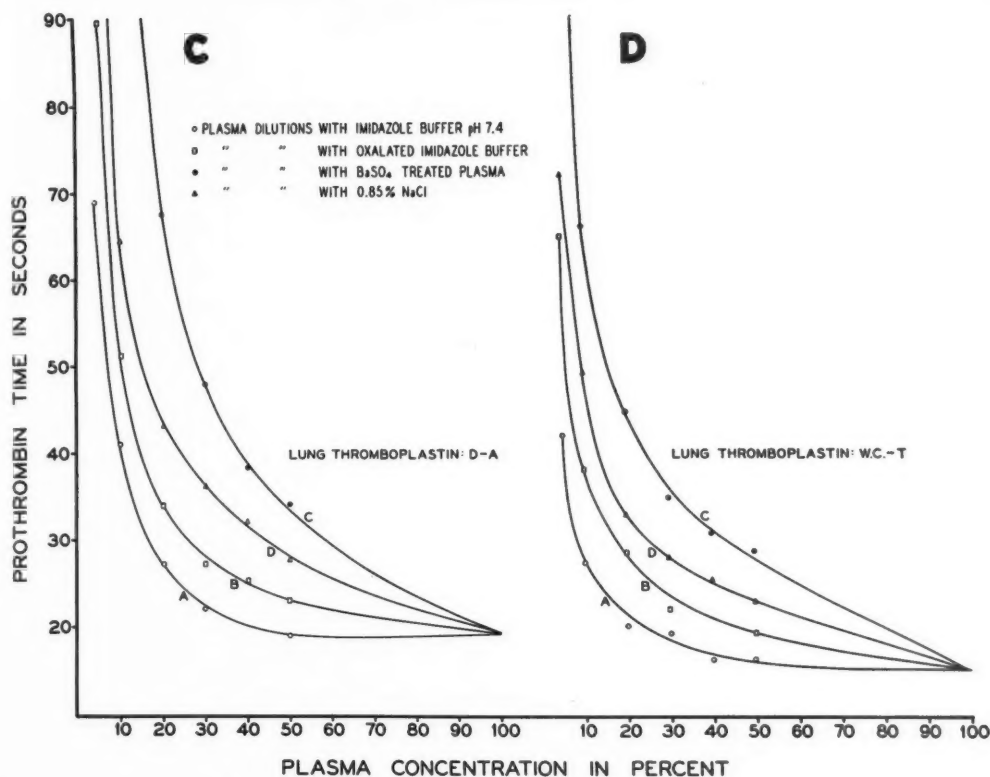 C
D
PROTHROMBIN TIME IN SECONDS
90
80
70
60
50
40
30
20
○ PLASMA DILUTIONS WITH IMIDAZOLE BUFFER pH 7.4
□ " " WITH OXALATED IMIDAZOLE BUFFER
● " " WITH BaSO₄ TREATED PLASMA
▲ " " WITH 0.85% NaCl
LUNG THROMBOPLASTIN: D-A
LUNG THROMBOPLASTIN: W.C.-T
C
D
B
A
C
D
B
A
10 20 30 40 50 60 70 80 90 100
10 20 30 40 50 60 70 80 90 100
PLASMA CONCENTRATION IN PERCENT